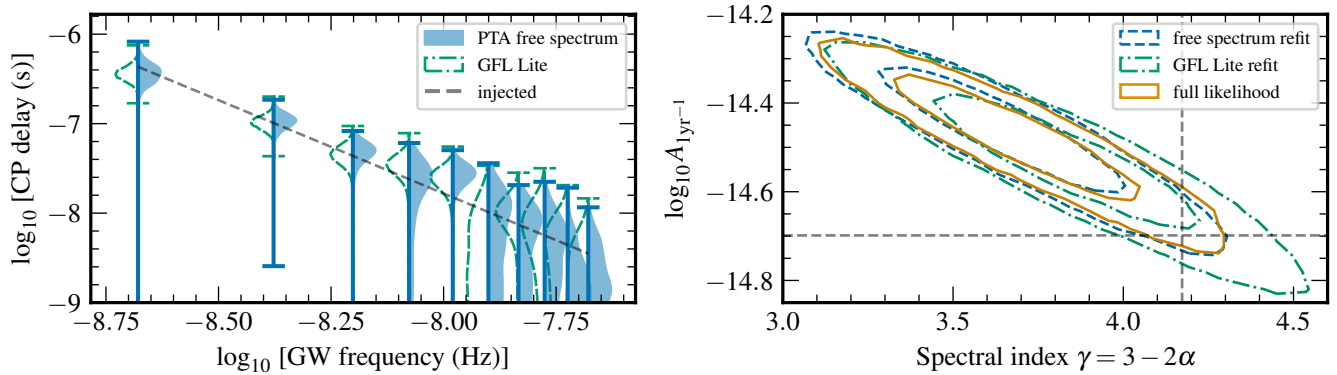 −6
−7
−8
−9
log₁₀ [CP delay (s)]
PTA free spectrum
GFL Lite
injected
−8.75
−8.50
−8.25
−8.00
−7.75
log₁₀ [GW frequency (Hz)]
−14.2
−14.4
−14.6
−14.8
log₁₀ A₁yr⁻¹
free spectrum refit
GFL Lite refit
full likelihood
3.0
3.5
4.0
4.5
Spectral index γ = 3 − 2α